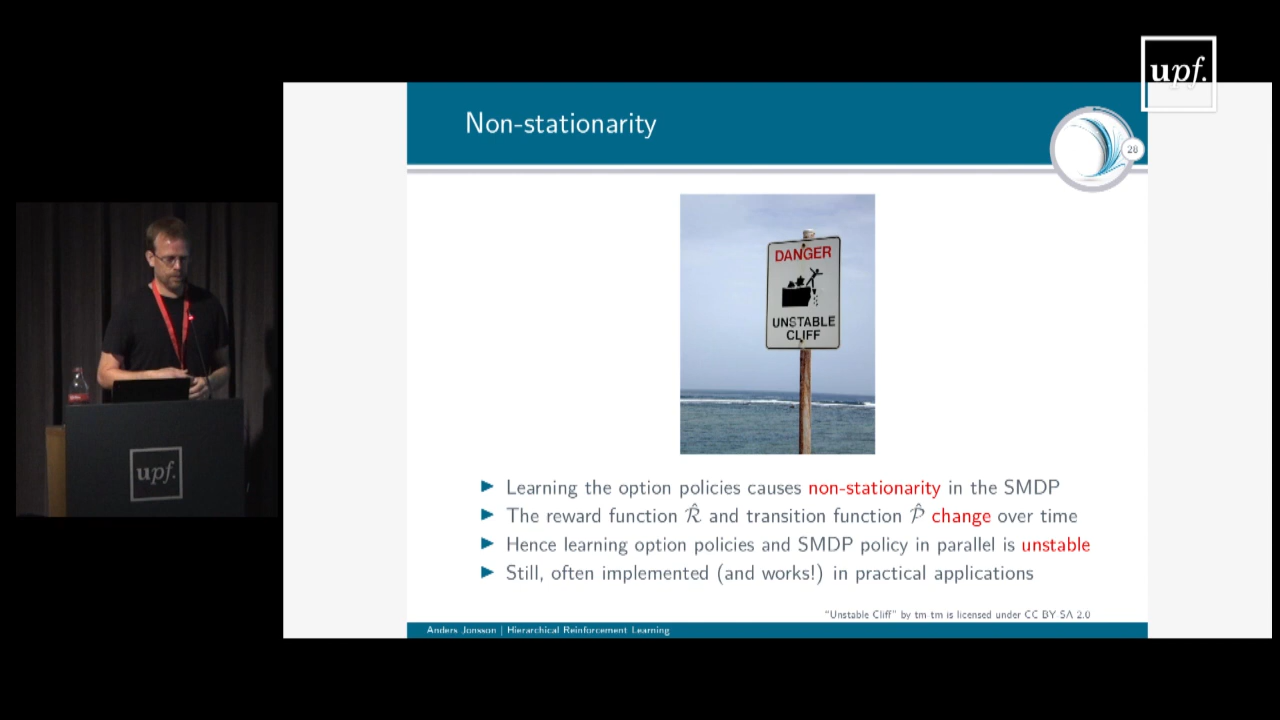 upf.
Non-stationarity
28
DANGER
UNSTABLE
CLIFF
▶ Learning the option policies causes non-stationarity in the SMDP
▶ The reward function R̂ and transition function P̂ change over time
▶ Hence learning option policies and SMDP policy in parallel is unstable
▶ Still, often implemented (and works!) in practical applications
"Unstable Cliff" by tm-tm is licensed under CC BY SA 2.0
Anders Jonsson | Hierarchical Reinforcement Learning
upf.